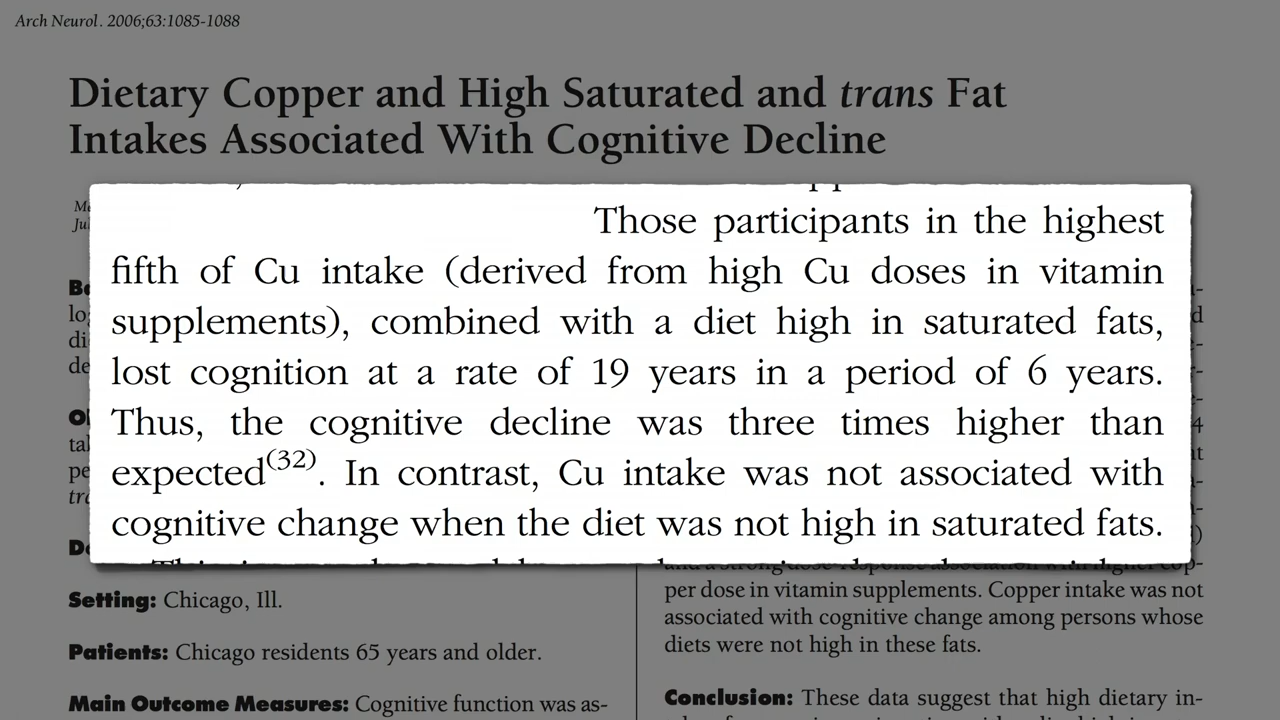 Arch Neurol. 2006;63:1085-1088
Dietary Copper and High Saturated and trans Fat
Intakes Associated With Cognitive Decline
Those participants in the highest
fifth of Cu intake (derived from high Cu doses in vitamin
supplements), combined with a diet high in saturated fats,
lost cognition at a rate of 19 years in a period of 6 years.
Thus, the cognitive decline was three times higher than
expected(32). In contrast, Cu intake was not associated with
cognitive change when the diet was not high in saturated fats.
Setting: Chicago, Ill.
Patients: Chicago residents 65 years and older.
Main Outcome Measures: Cognitive function was as-
per dose in vitamin supplements. Copper intake was not
associated with cognitive change among persons whose
diets were not high in these fats.
Conclusion: These data suggest that high dietary in-